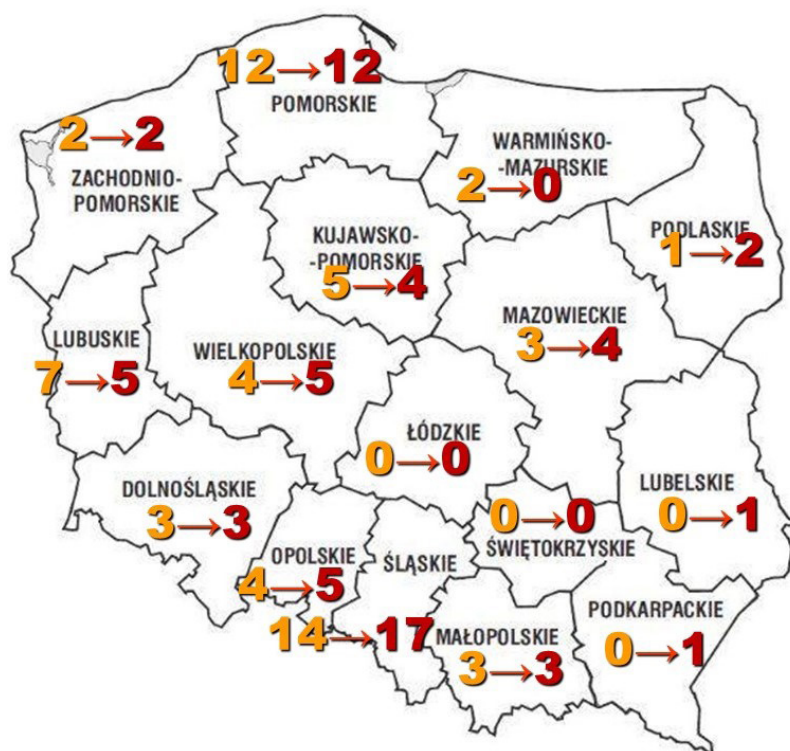 12→12
POMORSKIE
2→2
ZACHODNIO-
POMORSKIE
WARMIŃSKO-
-MAZURSKIE
2→0
PODLASKIE
1→2
KUJAWSKO-
-POMORSKIE
5→4
MAZOWIECKIE
3→4
LUBUSKIE
7→5
WIELKOPOLSKIE
4→5
ŁÓDZKIE
0→0
LUBELSKIE
0→1
DOLNOŚLĄSKIE
3→3
0→0
ŚWIĘTOKRZYSKIE
OPOLSKIE
4→5
ŚLĄSKIE
14→17
MAŁOPOLSKIE
3→3
PODKARPACKIE
0→1